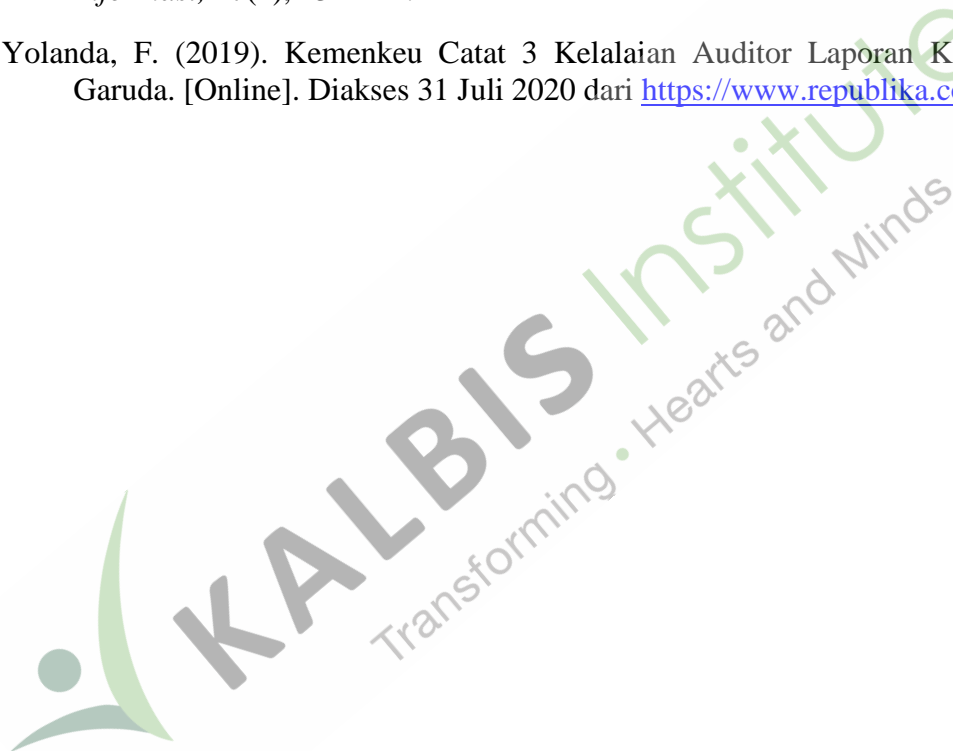 Yolanda, F. (2019). Kemenkeu Catat 3 Kelalaian Auditor Laporan K
Garuda. [Online]. Diakses 31 Juli 2020 dari https://www.republika.c
KALBIS Institute
Transforming • Hearts and Minds